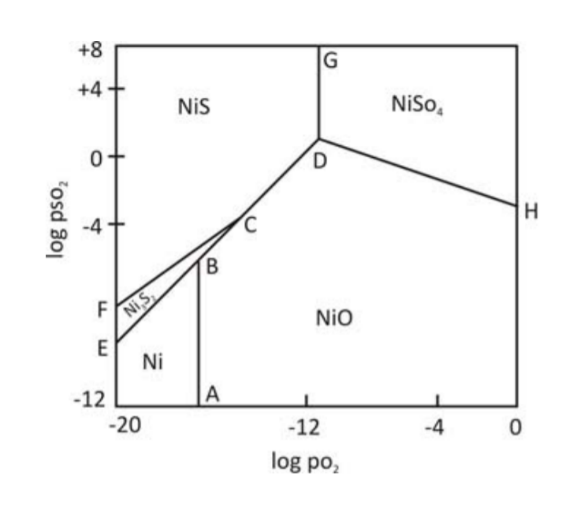 +8
G
+4
NiS
NiSo₄
0
D
log pso₂
-4
H
C
B
F
Ni₃S₂
NiO
E
Ni
-12
A
-20
-12
-4
0
log po₂